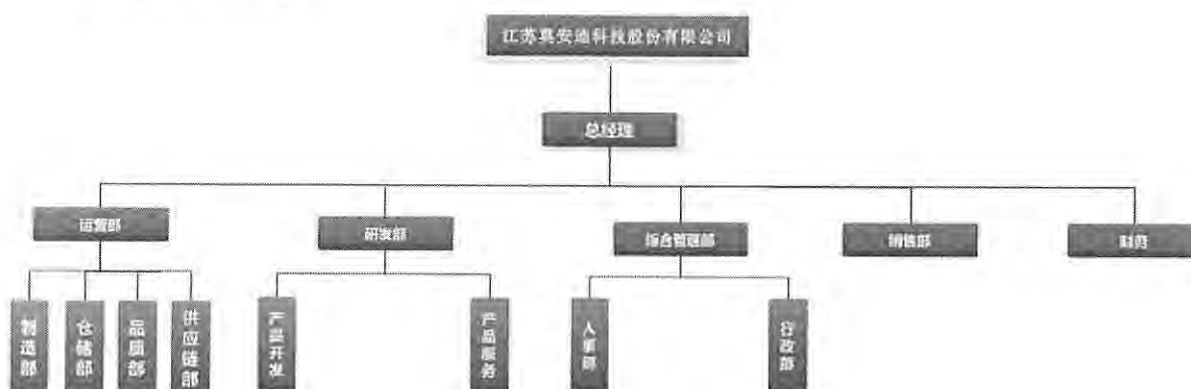 江苏安迪科技股份有限公司
总经理
运营部 研发部 综合管理部 销售部 财务
制造部 仓储部 品质部 供应链部 产品开发 产品服务 人事部 行政部